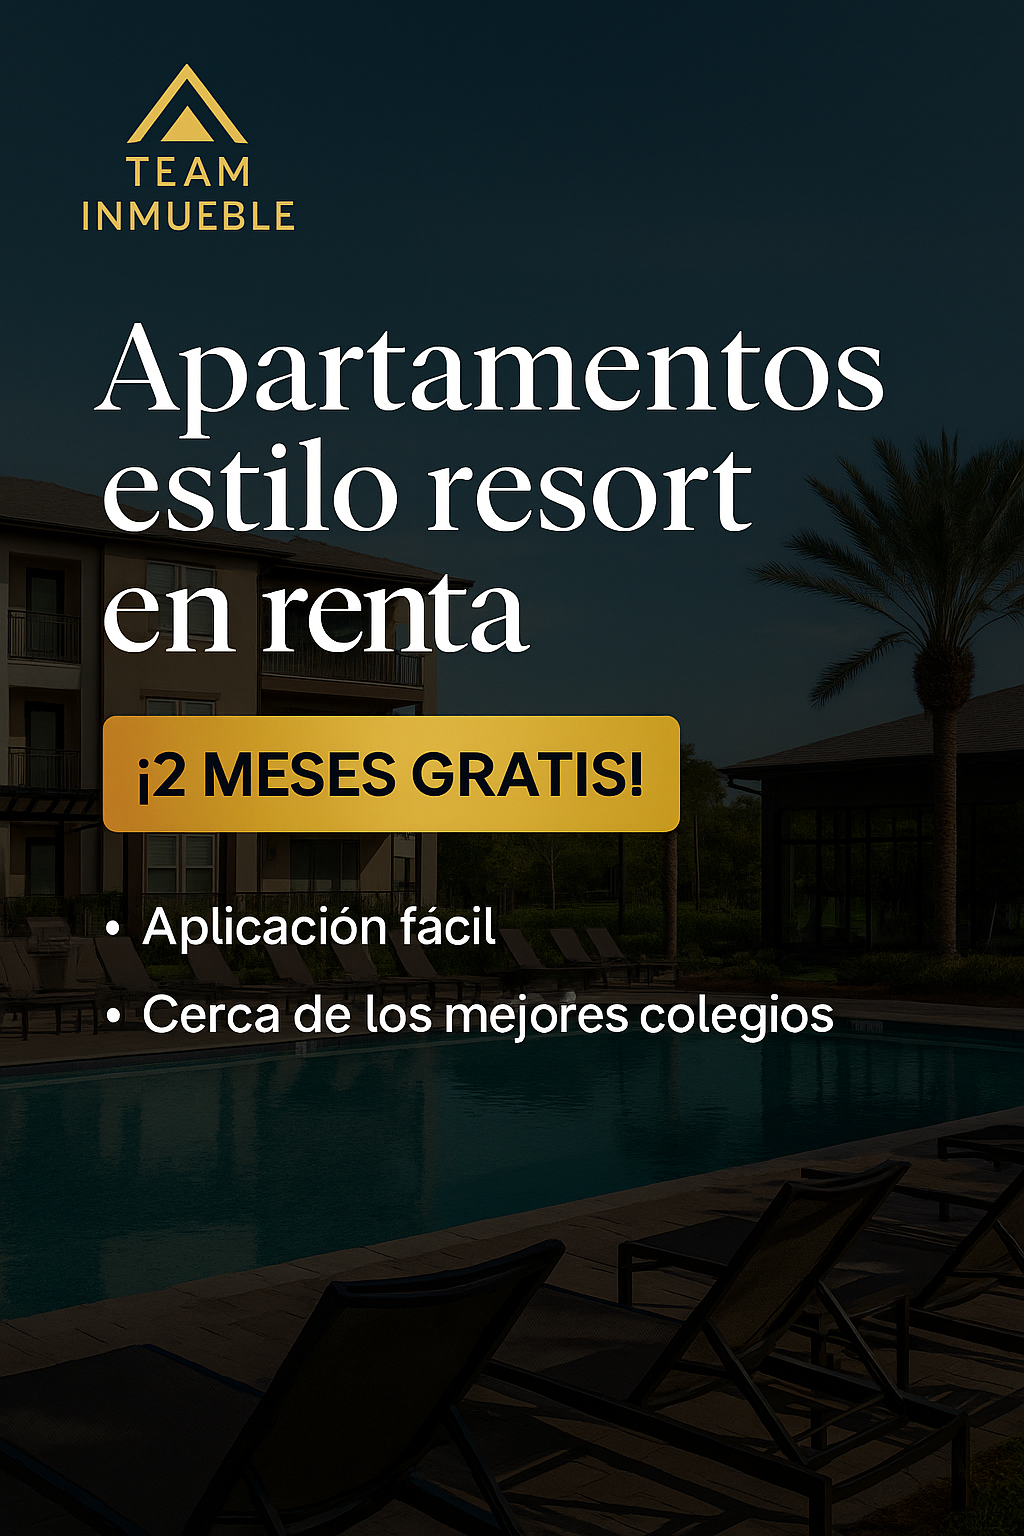 TEAM
INMUEBLE
Apartamentos
estilo resort
en renta
¡2 MESES GRATIS!
• Aplicación fácil
• Cerca de los mejores colegios